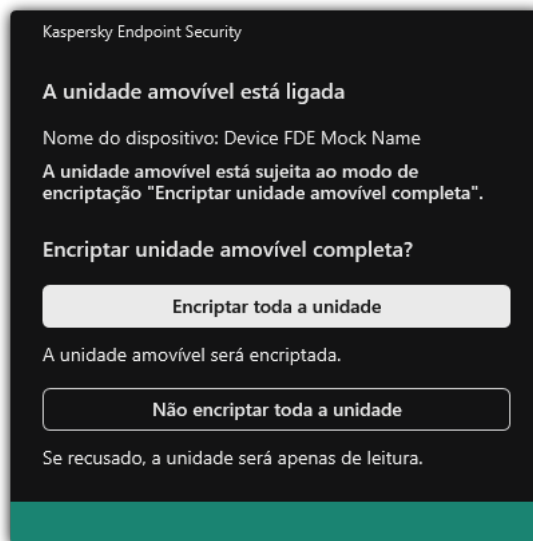 Kaspersky Endpoint Security
A unidade amovível está ligada
Nome do dispositivo: Device FDE Mock Name
A unidade amovível está sujeita ao modo de
encriptação "Encriptar unidade amovível completa".
Encriptar unidade amovível completa?
Encriptar toda a unidade
A unidade amovível será encriptada.
Não encriptar toda a unidade
Se recusado, a unidade será apenas de leitura.